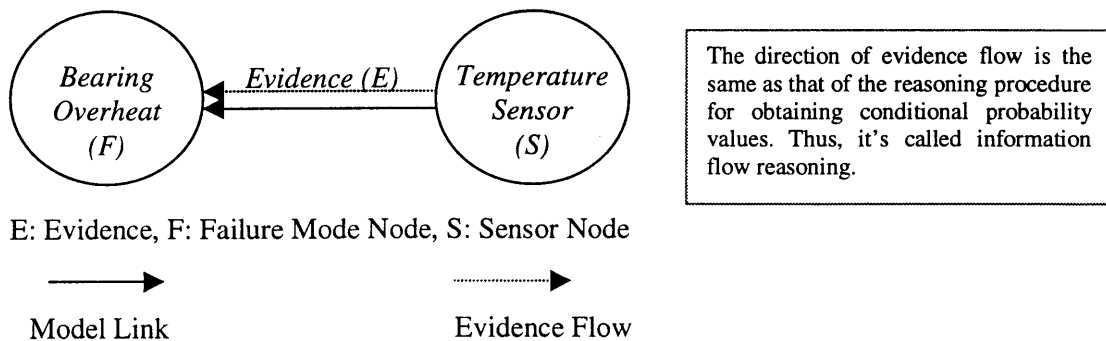 Bearing
Overheat
(F)
Evidence (E)
Temperature
Sensor
(S)
The direction of evidence flow is the
same as that of the reasoning procedure
for obtaining conditional probability
values. Thus, it's called information
flow reasoning.
E: Evidence, F: Failure Mode Node, S: Sensor Node
Model Link
Evidence Flow